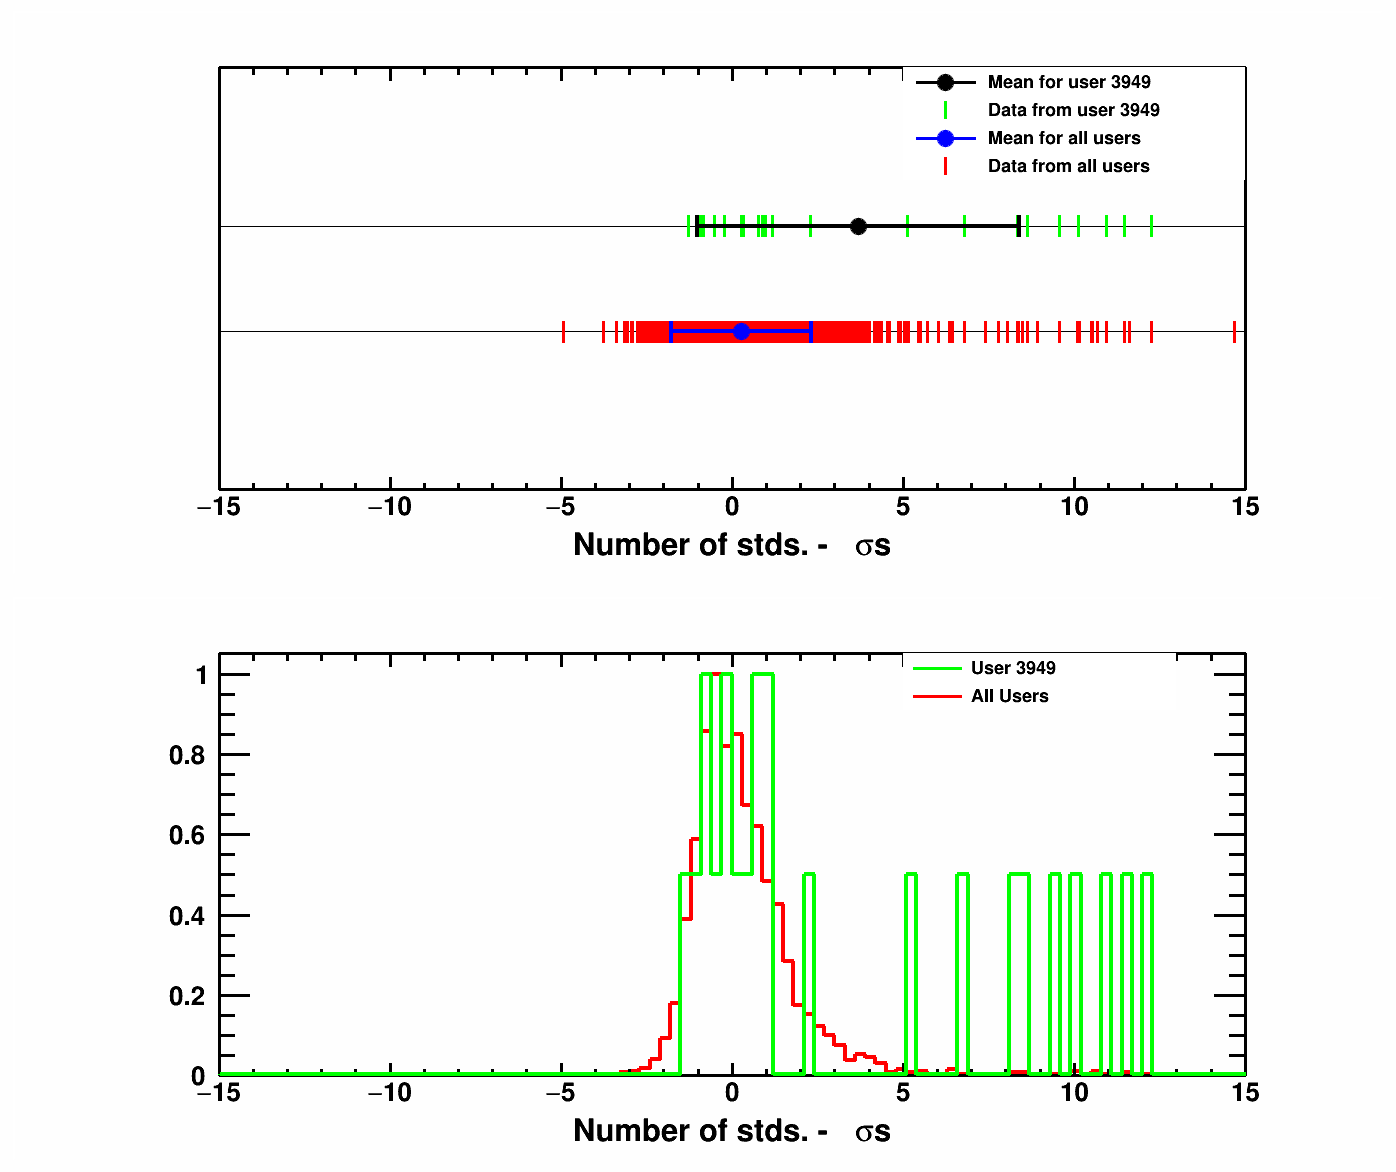 Mean for user 3949
Data from user 3949
Mean for all users
Data from all users
−15 −10 −5 0 5 10 15
Number of stds. - σs
User 3949
All Users
1
0.8
0.6
0.4
0.2
0
−15 −10 −5 0 5 10 15
Number of stds. - σs